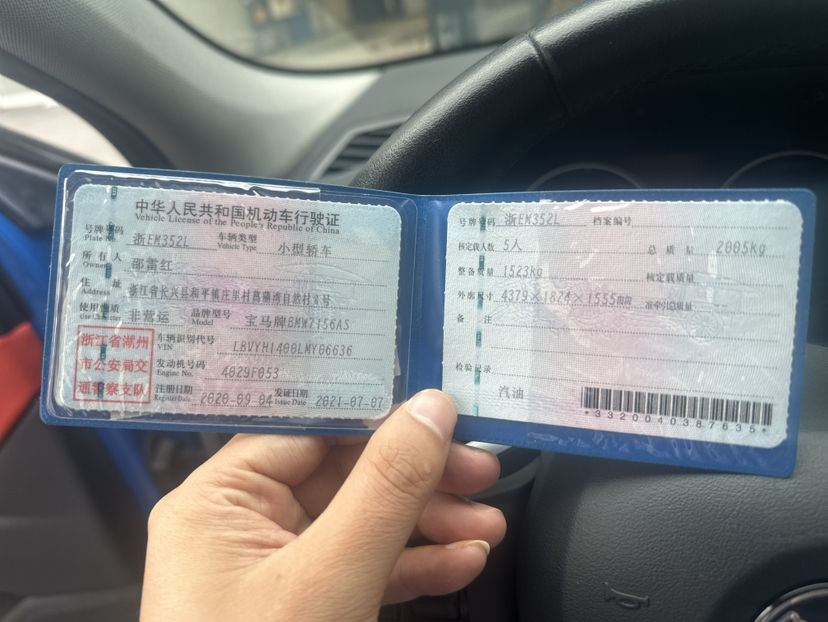 中华人民共和国机动车行驶证
Vehicle License of the People's Republic of China
号牌号码 浙EM352L 车辆类型 小型轿车
Plate No. Vehicle Type
所有人 邵雷红
Owner
住址 浙江省长兴县和平镇庄里村菖蒲湾自然村8号
Address
使用性质 非营运 品牌型号 宝马牌BMW7156AS
Use Character Model
浙江省湖州
市公安局交
通警察支队
车辆识别代号 LBVYH1400LMY06636
VIN
发动机号码 4029F053
Engine No.
注册日期 2020-09-04 发证日期 2021-07-07
Register Date Issue Date
号牌号码 浙EM352L 档案编号
核定载人数 5人 总质量 2005kg
整备质量 1523kg 核定载质量
外廓尺寸 4379×1824×1555mm 准牵引总质量
备注
检验记录
汽油
*3320040387635*